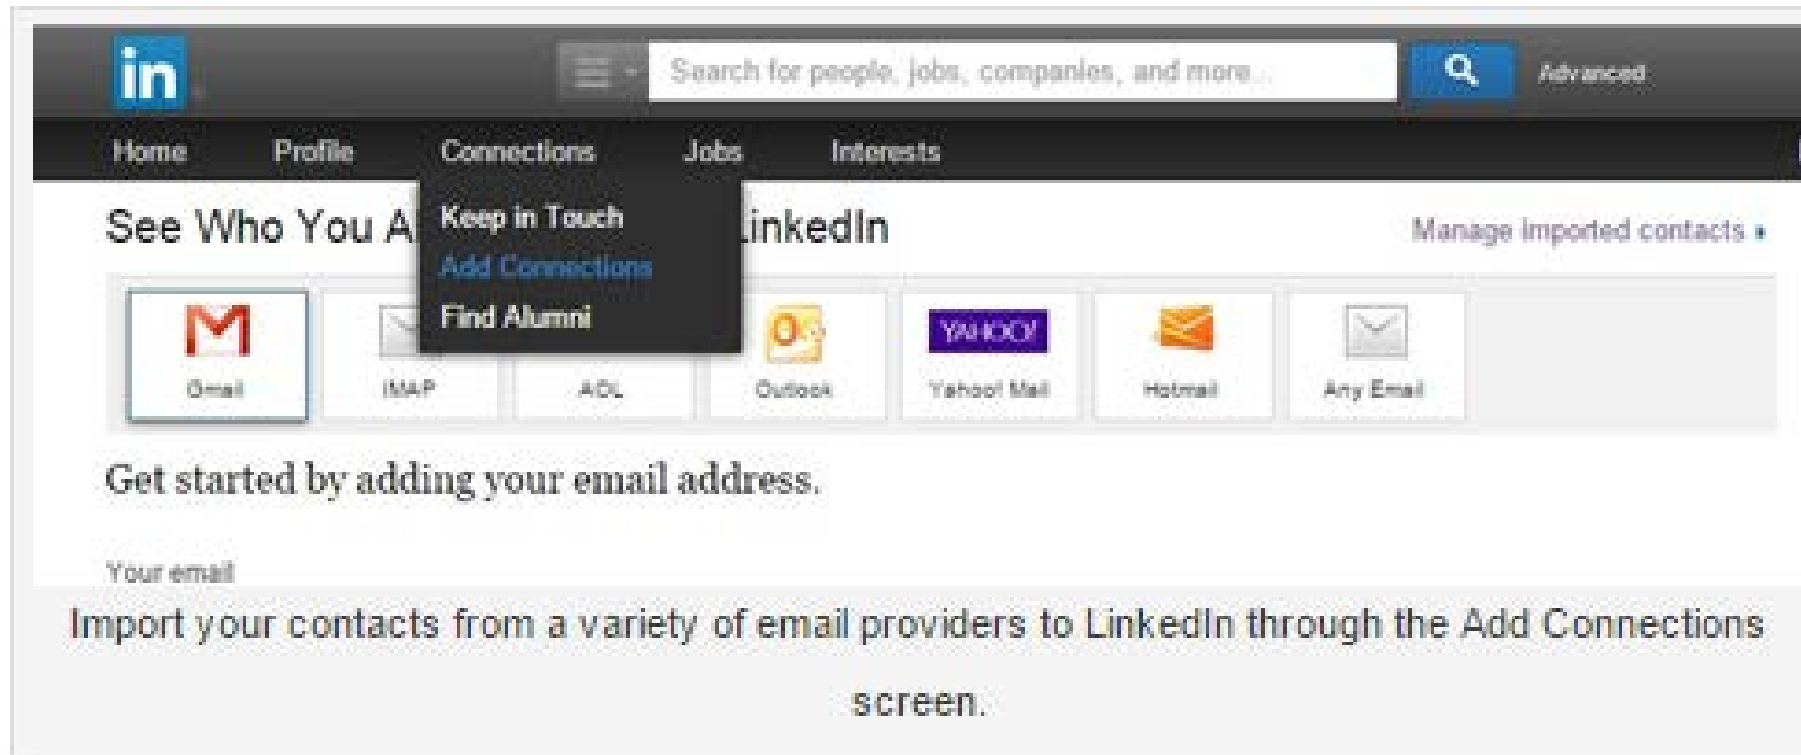 in
Search for people, jobs, companies, and more...
Advanced
Home Profile Connections Jobs Interests
Keep in Touch
Add Connections
Find Alumni
See Who You A inkedIn
Manage imported contacts
Gmail IMAP AOL Outlook YAHOO! Yahoo! Mail Hotmail Any Email
Get started by adding your email address.
Your email
Import your contacts from a variety of email providers to LinkedIn through the Add Connections
screen.